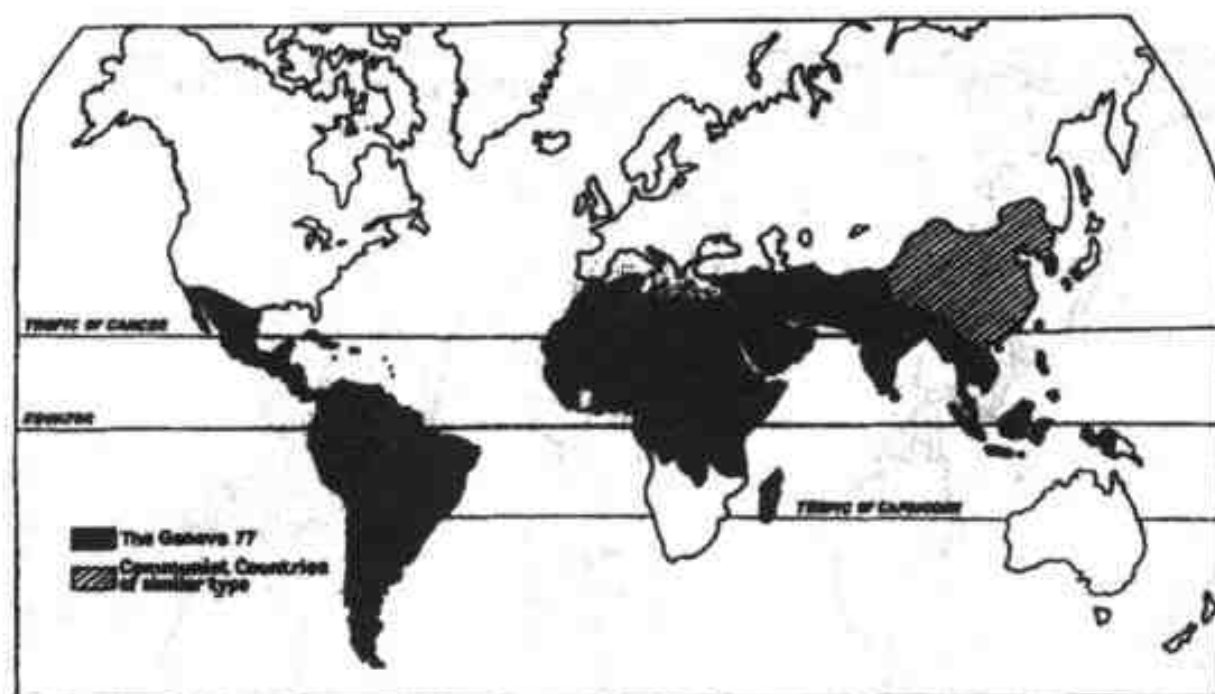 TROPIC OF CANCER
EQUATOR
TROPIC OF CAPRICORN
The Geneva 77
Communist Countries
of similar type